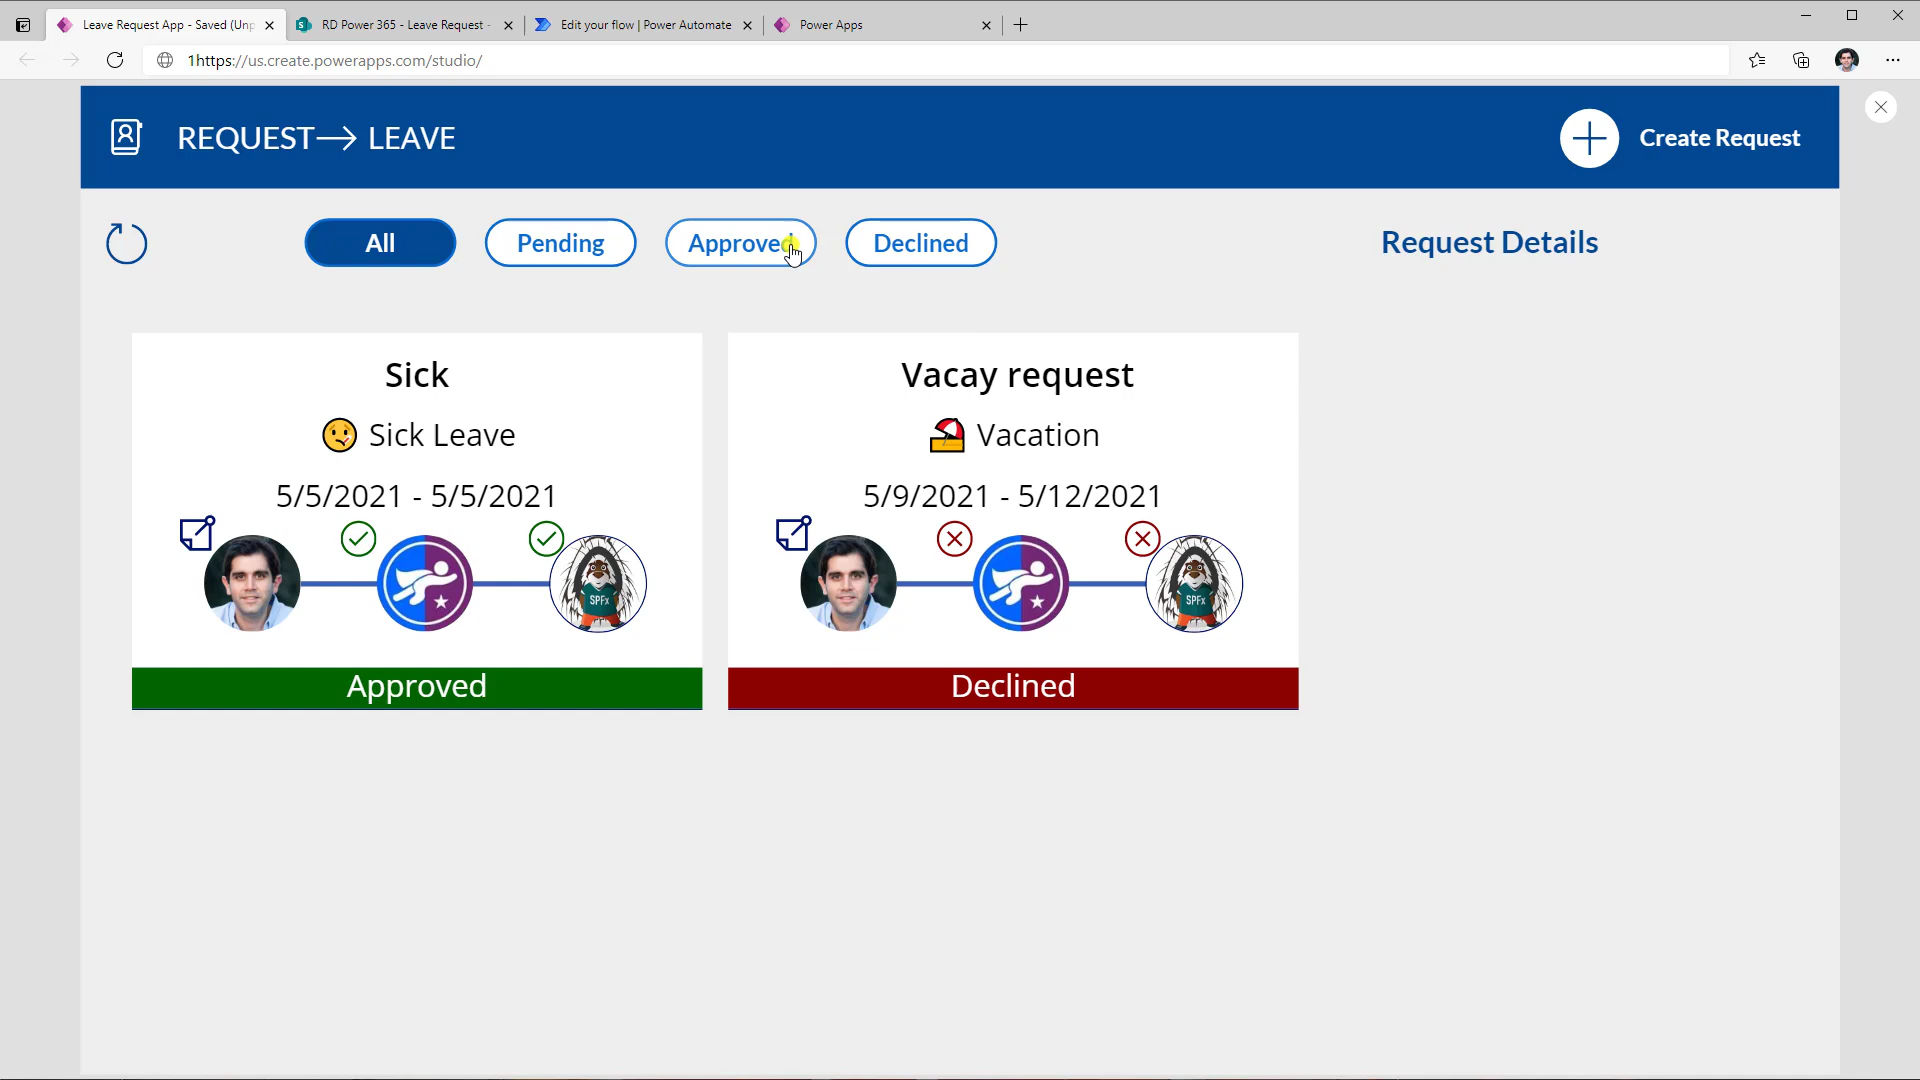 Leave Request App - Saved (Unp
RD Power 365 - Leave Request -
Edit your flow | Power Automate
Power Apps
1https://us.create.powerapps.com/studio/
REQUEST→ LEAVE
Create Request
All
Pending
Approved
Declined
Request Details
Sick
Sick Leave
5/5/2021 - 5/5/2021
SPFx
Approved
Vacay request
Vacation
5/9/2021 - 5/12/2021
SPFx
Declined